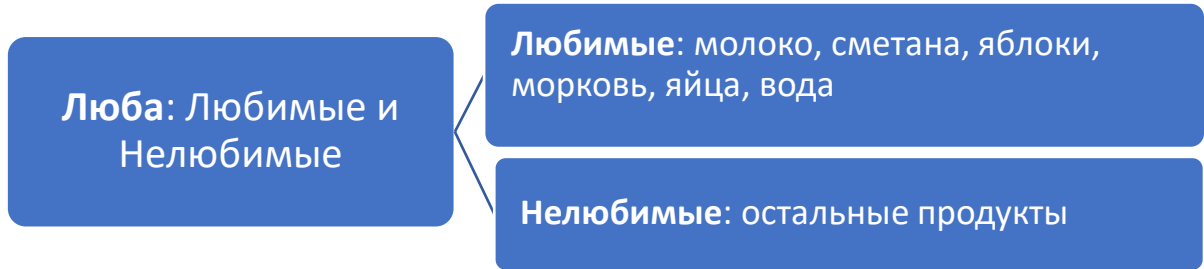 Люба: Любимые и
Нелюбимые
Любимые: молоко, сметана, яблоки,
морковь, яйца, вода
Нелюбимые: остальные продукты